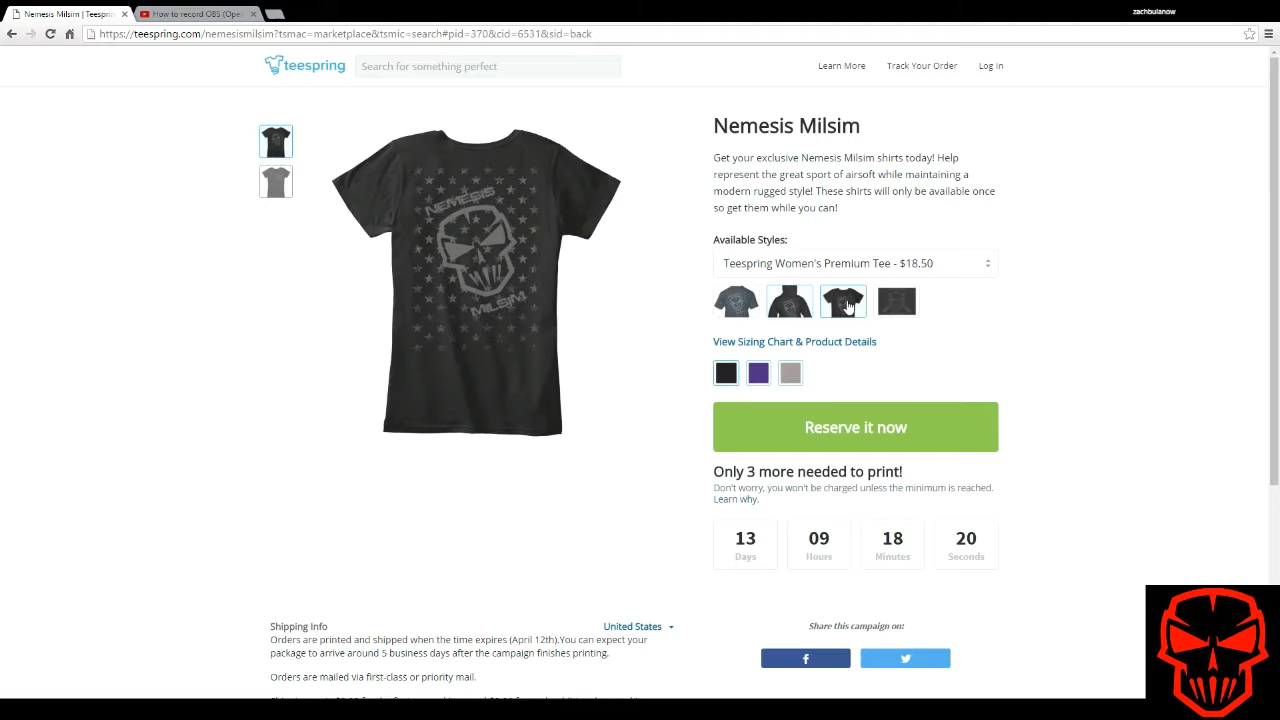 Nemesis Milsim | Teesprin
How to record OBS (Ope
zachbulanow
https://teespring.com/nemesismilsim?tsmac=marketplace&tsmic=search#pid=370&cid=6531&sid=back
teespring
Search for something perfect
Learn More
Track Your Order
Log in
NEMESIS
MILSIM
Nemesis Milsim
Get your exclusive Nemesis Milsim shirts today! Help
represent the great sport of airsoft while maintaining a
modern rugged style! These shirts will only be available once
so get them while you can!
Available Styles:
Teespring Women's Premium Tee - $18.50
View Sizing Chart & Product Details
Reserve it now
Only 3 more needed to print!
Don't worry, you won't be charged unless the minimum is reached.
Learn why.
13 09 18 20
Days Hours Minutes Seconds
Shipping Info
United States
Orders are printed and shipped when the time expires (April 12th).You can expect your
package to arrive around 5 business days after the campaign finishes printing.
Orders are mailed via first-class or priority mail.
Share this campaign on: